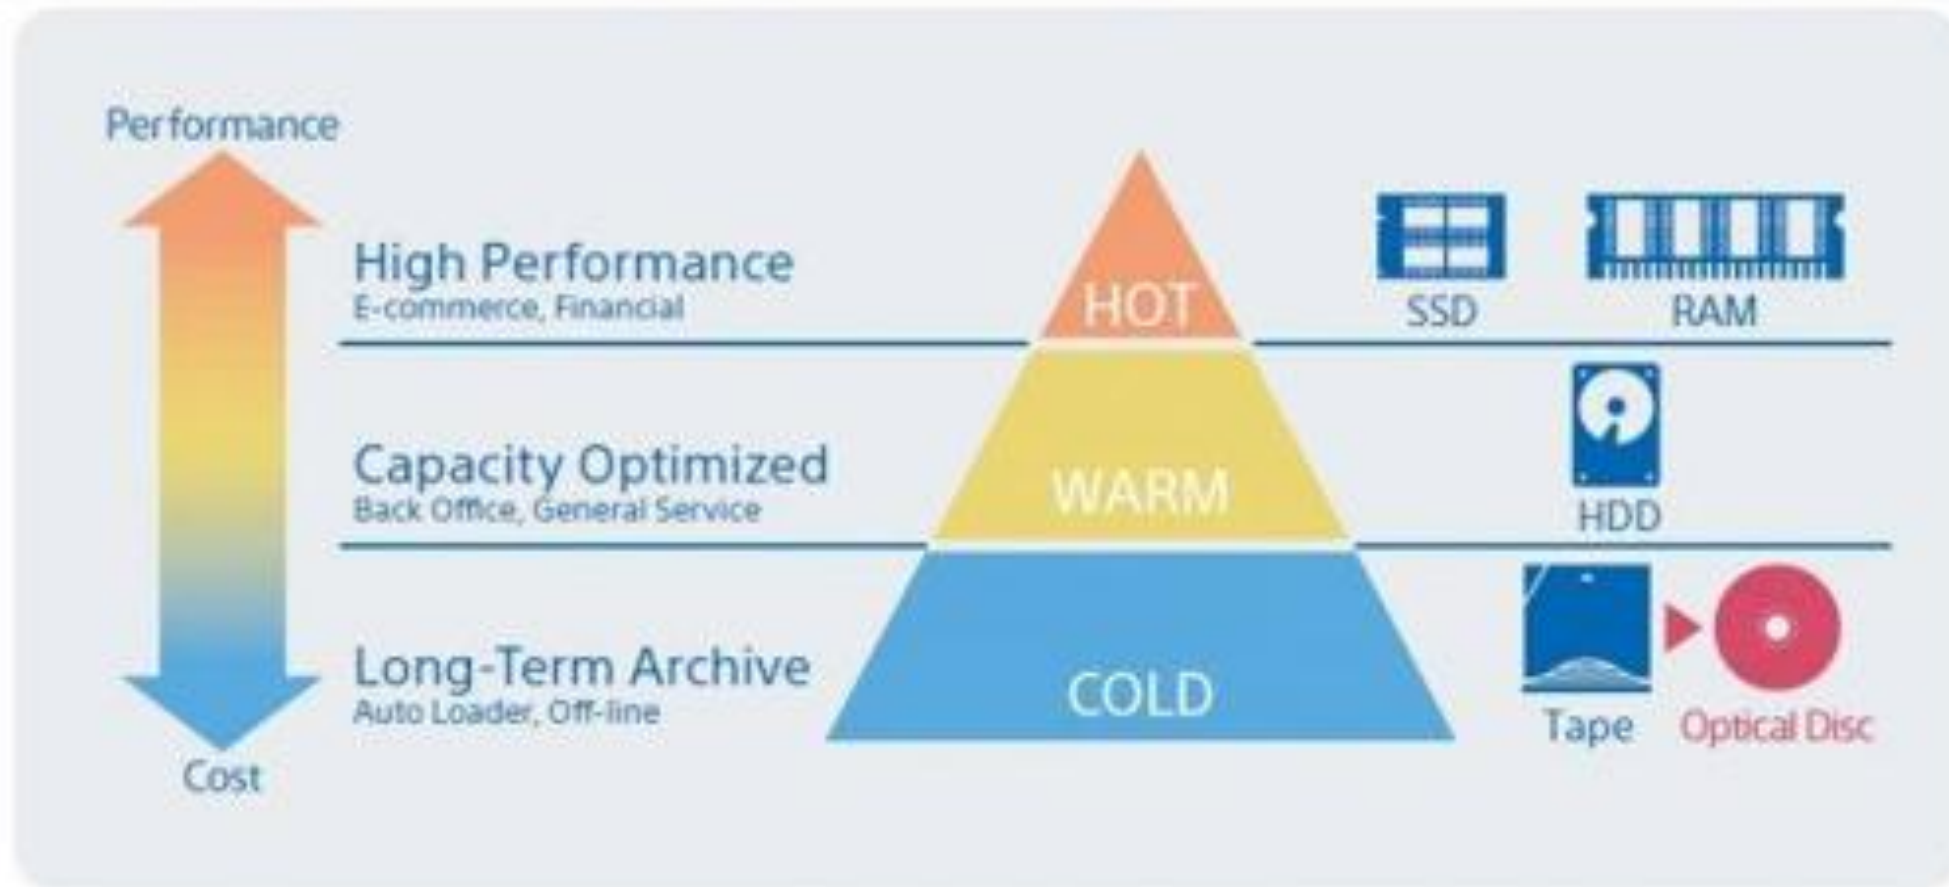 Performance
High Performance
E-commerce, Financial
HOT
SSD
RAM
Capacity Optimized
Back Office, General Service
WARM
HDD
Long-Term Archive
Auto Loader, Off-line
COLD
Tape
Optical Disc
Cost